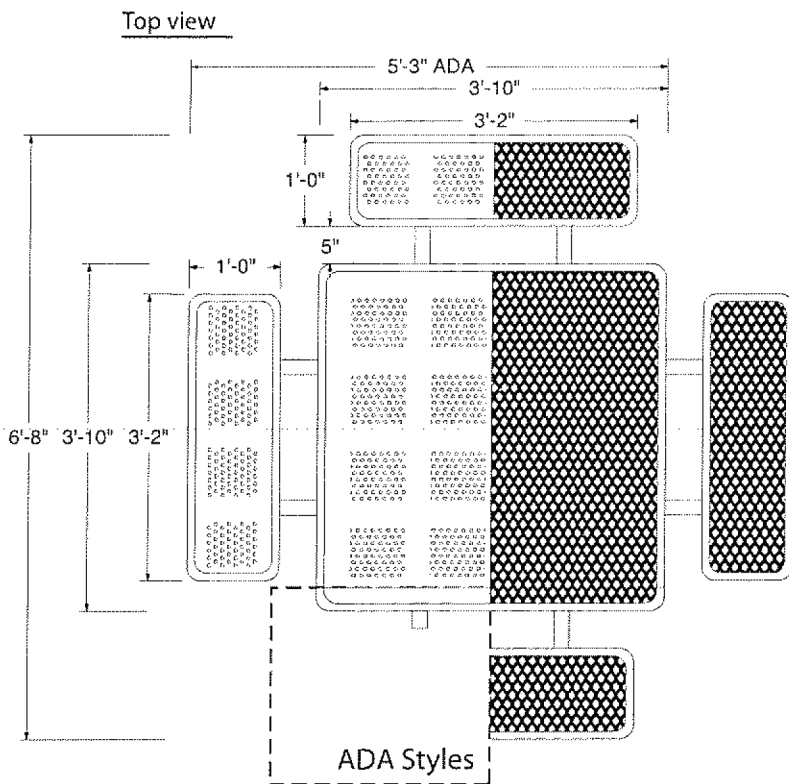 Top view
5'-3" ADA
3'-10"
3'-2"
1'-0"
5"
1'-0"
6'-8" 3'-10" 3'-2"
ADA Styles